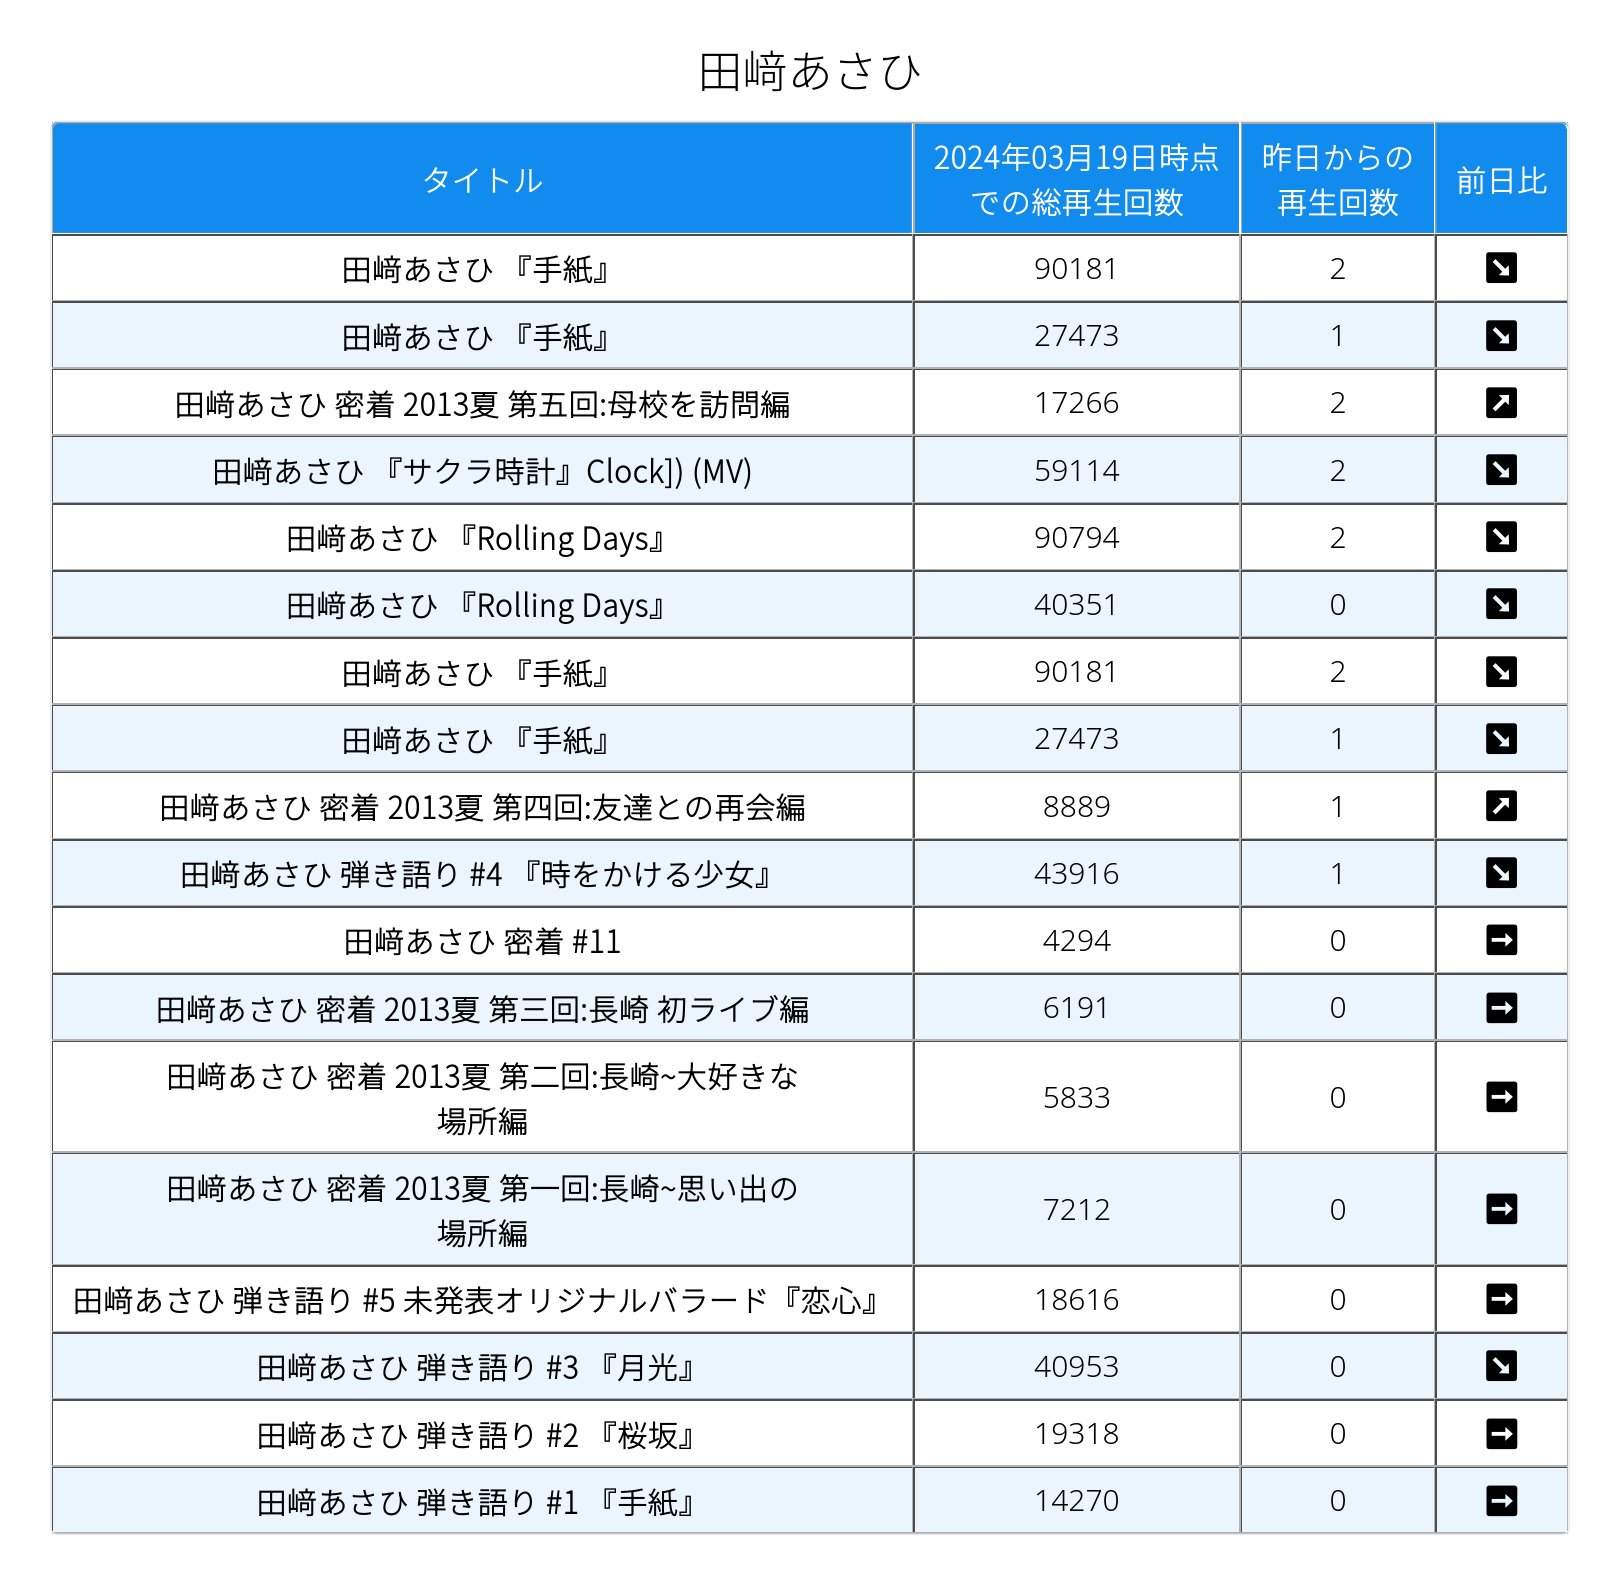 田﨑あさひ
タイトル 2024年03月19日時点での総再生回数 昨日からの再生回数 前日比
田﨑あさひ 『手紙』 90181 2 ↘
田﨑あさひ 『手紙』 27473 1 ↘
田﨑あさひ 密着 2013夏 第五回:母校を訪問編 17266 2 ↗
田﨑あさひ 『サクラ時計』Clock]) (MV) 59114 2 ↘
田﨑あさひ 『Rolling Days』 90794 2 ↘
田﨑あさひ 『Rolling Days』 40351 0 ↘
田﨑あさひ 『手紙』 90181 2 ↘
田﨑あさひ 『手紙』 27473 1 ↘
田﨑あさひ 密着 2013夏 第四回:友達との再会編 8889 1 ↗
田﨑あさひ 弾き語り #4 『時をかける少女』 43916 1 ↘
田﨑あさひ 密着 #11 4294 0 →
田﨑あさひ 密着 2013夏 第三回:長崎 初ライブ編 6191 0 →
田﨑あさひ 密着 2013夏 第二回:長崎~大好きな
場所編 5833 0 →
田﨑あさひ 密着 2013夏 第一回:長崎~思い出の
場所編 7212 0 →
田﨑あさひ 弾き語り #5 未発表オリジナルバラード『恋心』 18616 0 →
田﨑あさひ 弾き語り #3 『月光』 40953 0 ↘
田﨑あさひ 弾き語り #2 『桜坂』 19318 0 →
田﨑あさひ 弾き語り #1 『手紙』 14270 0 →